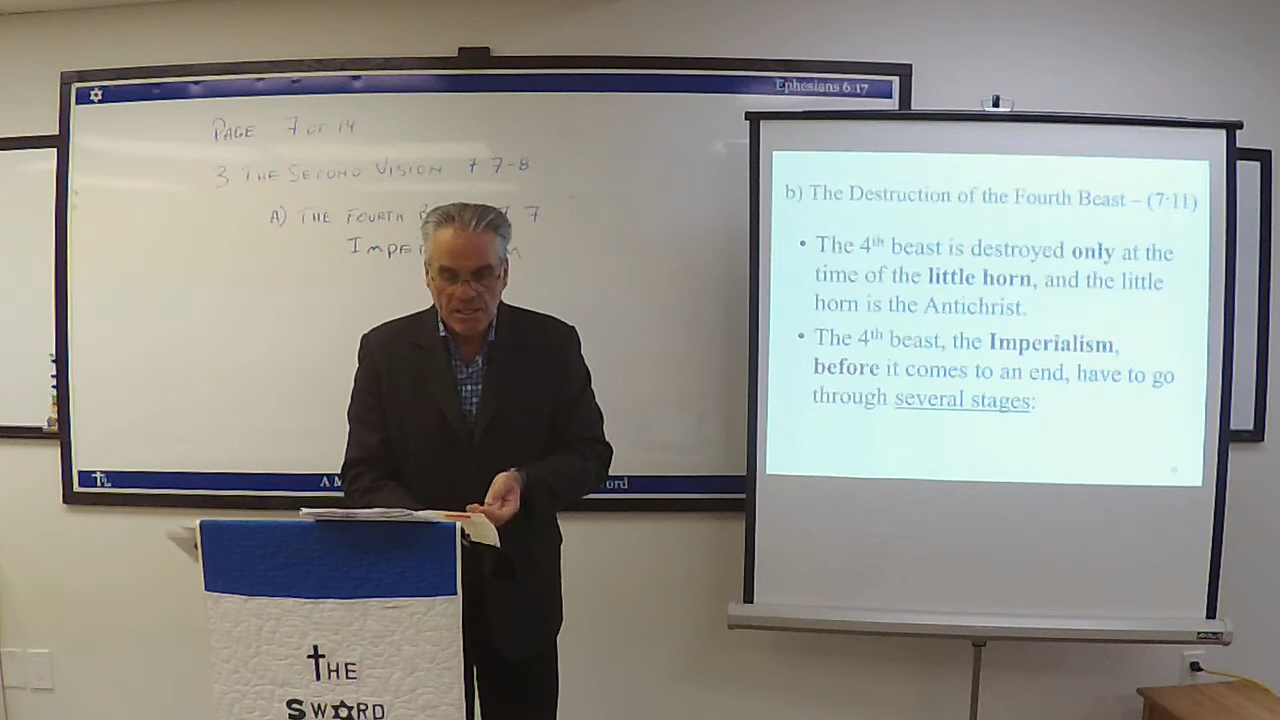 Ephesians 6:17
PAGE 7 OF 14
3 THE SECOND VISION 7 7-8
A) THE FOURTH 7 7
b) The Destruction of the Fourth Beast – (7:11)
• The 4th beast is destroyed only at the
time of the little horn, and the little
horn is the Antichrist.
• The 4th beast, the Imperialism,
before it comes to an end, have to go
through several stages:
A M
ord
THE
SWORD